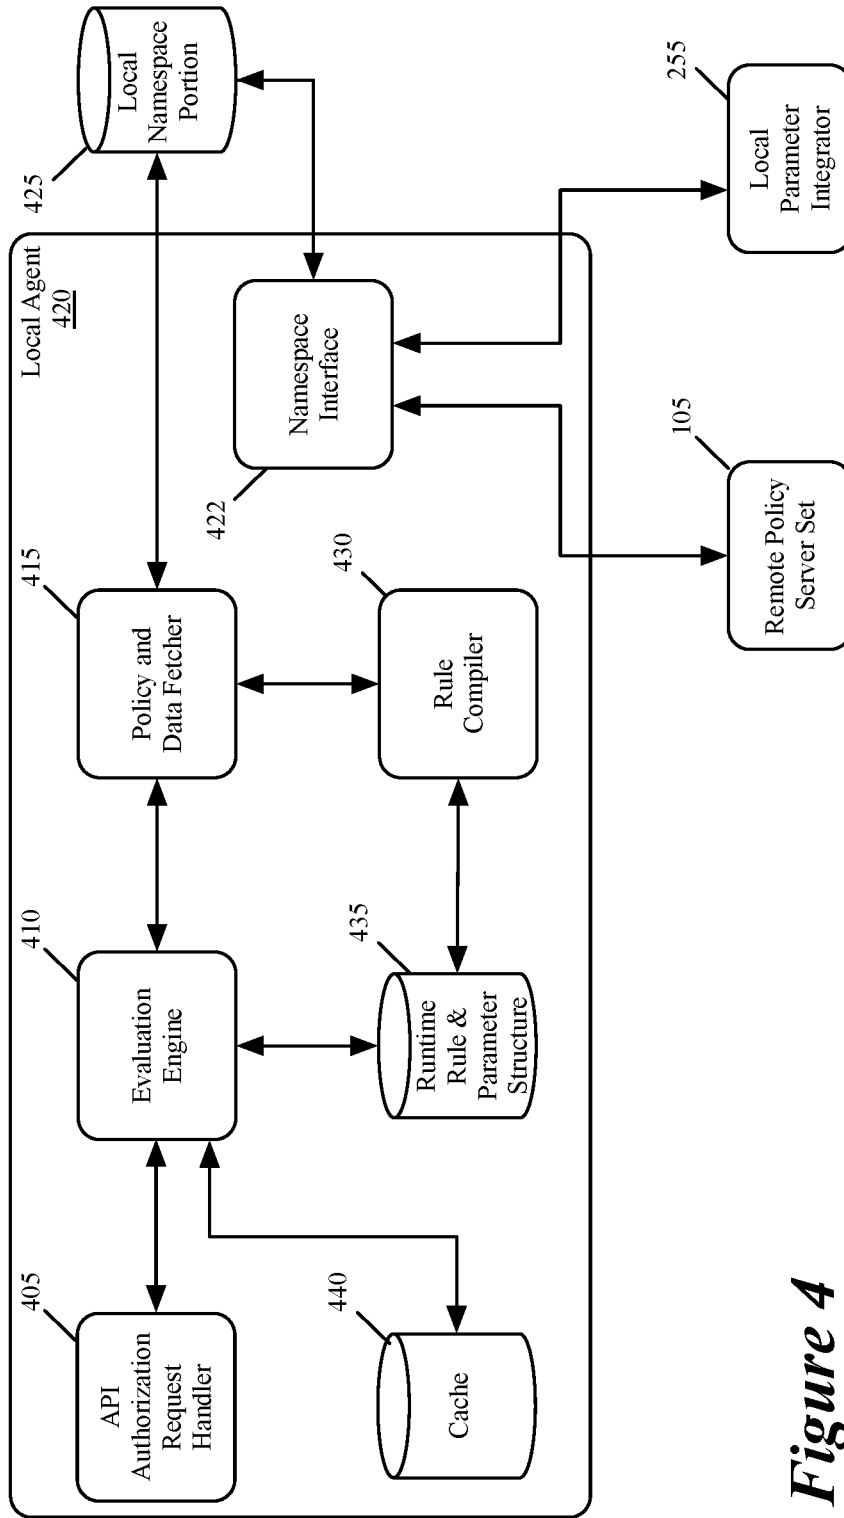 Local Agent
420
405
API
Authorization
Request
Handler
410
Evaluation
Engine
415
Policy and
Data Fetcher
425
Local
Namespace
Portion
440
Cache
435
Runtime
Rule &
Parameter
Structure
430
Rule
Compiler
422
Namespace
Interface
105
Remote Policy
Server Set
255
Local
Parameter
Integrator
Figure 4